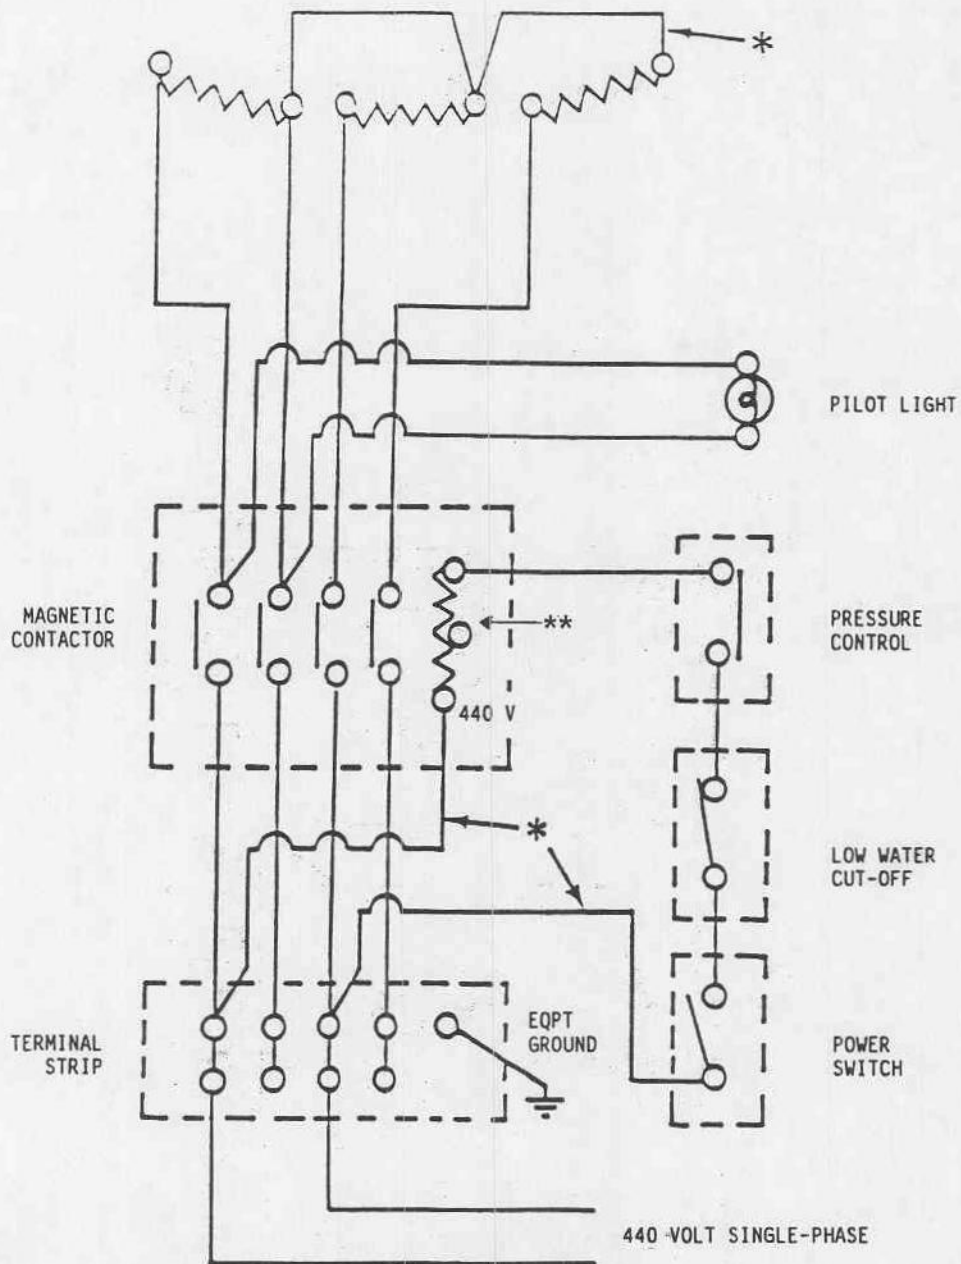 *
PILOT LIGHT
MAGNETIC
CONTACTOR
**
440 V
PRESSURE
CONTROL
*
LOW WATER
CUT-OFF
TERMINAL
STRIP
EQPT
GROUND
POWER
SWITCH
440 VOLT SINGLE-PHASE